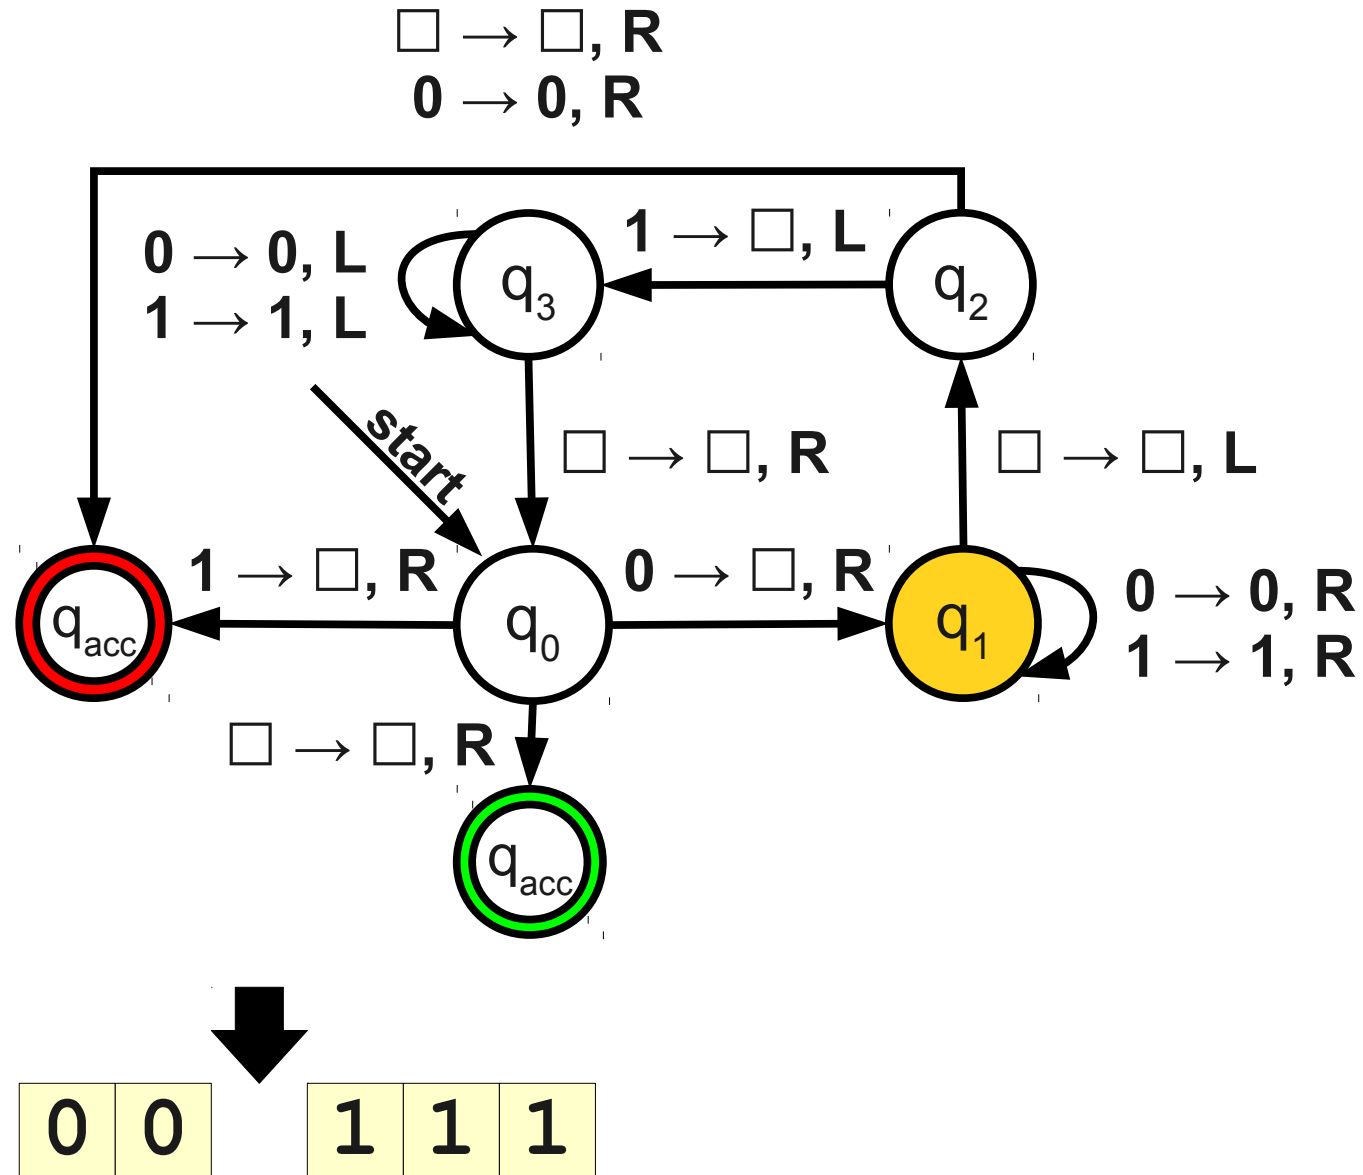 □ → □, R
0 → 0, R
0 → 0, L
1 → 1, L
q3
1 → □, L
q2
start
□ → □, R
□ → □, L
qacc
1 → □, R
q0
0 → □, R
q1
0 → 0, R
1 → 1, R
□ → □, R
qacc
0 0 1 1 1